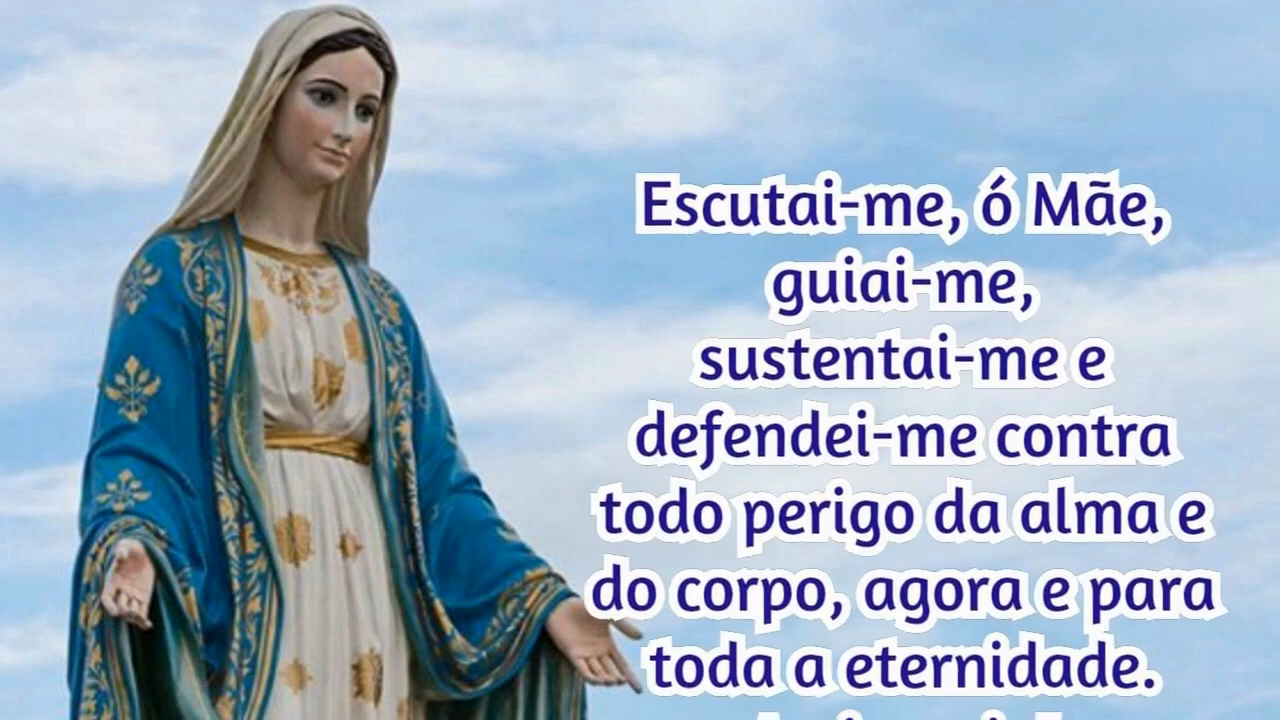 Escutai-me, ó Mãe,
guiai-me,
sustentai-me e
defendei-me contra
todo perigo da alma e
do corpo, agora e para
toda a eternidade.